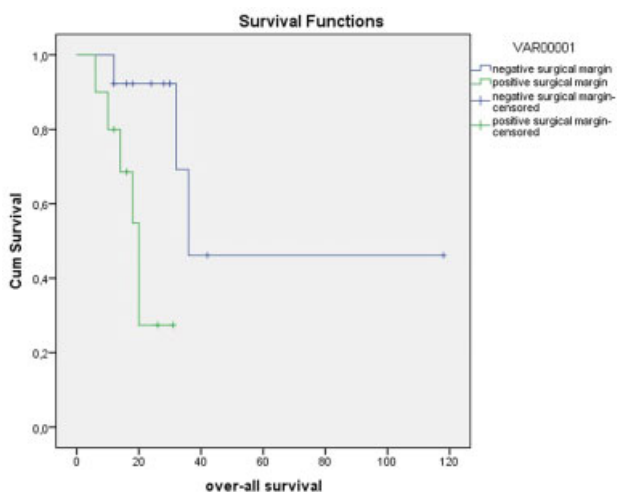 Survival Functions
VAR00001
negative surgical margin
positive surgical margin
negative surgical margin-
censored
positive surgical margin-
censored
Cum Survival
1,0
0,8
0,6
0,4
0,2
0,0
0 20 40 60 80 100 120
over-all survival